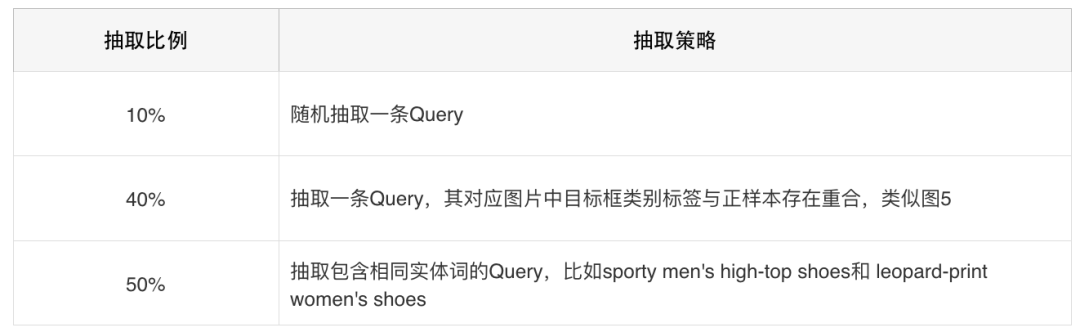 抽取比例
抽取策略
10%
随机抽取一条Query
40%
抽取一条Query，其对应图片中目标框类别标签与正样本存在重合，类似图5
50%
抽取包含相同实体词的Query，比如sporty men's high-top shoes和 leopard-print
women's shoes